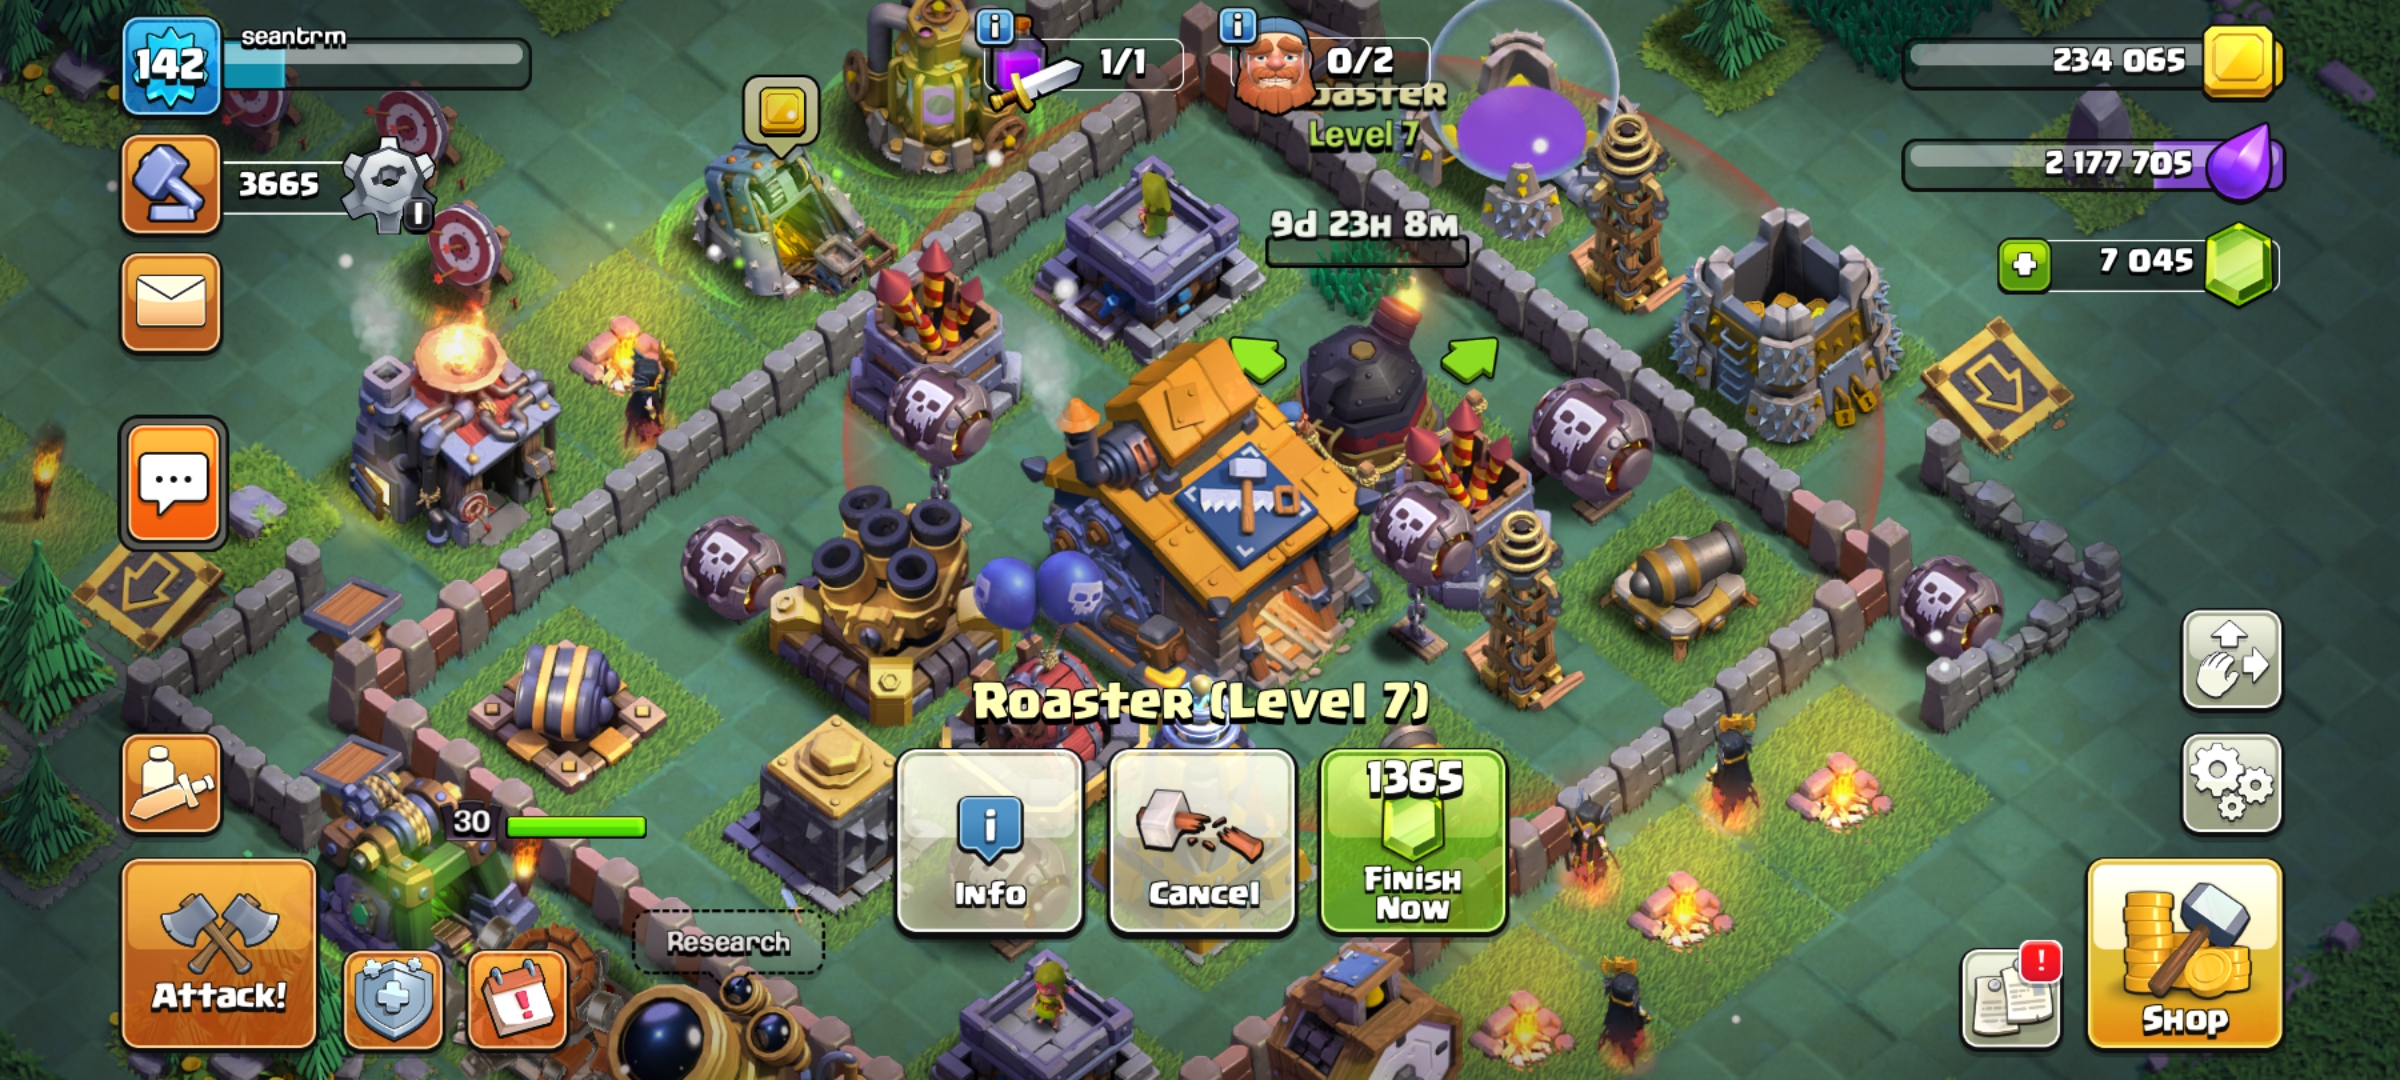 142
seantrm
1/1
0/2
234 065
Level 7
3665
2 177 705
9d 23H 8M
7 045
Roaster (Level 7)
1365
30
Info
Cancel
Finish
Now
Research
Attack!
Shop